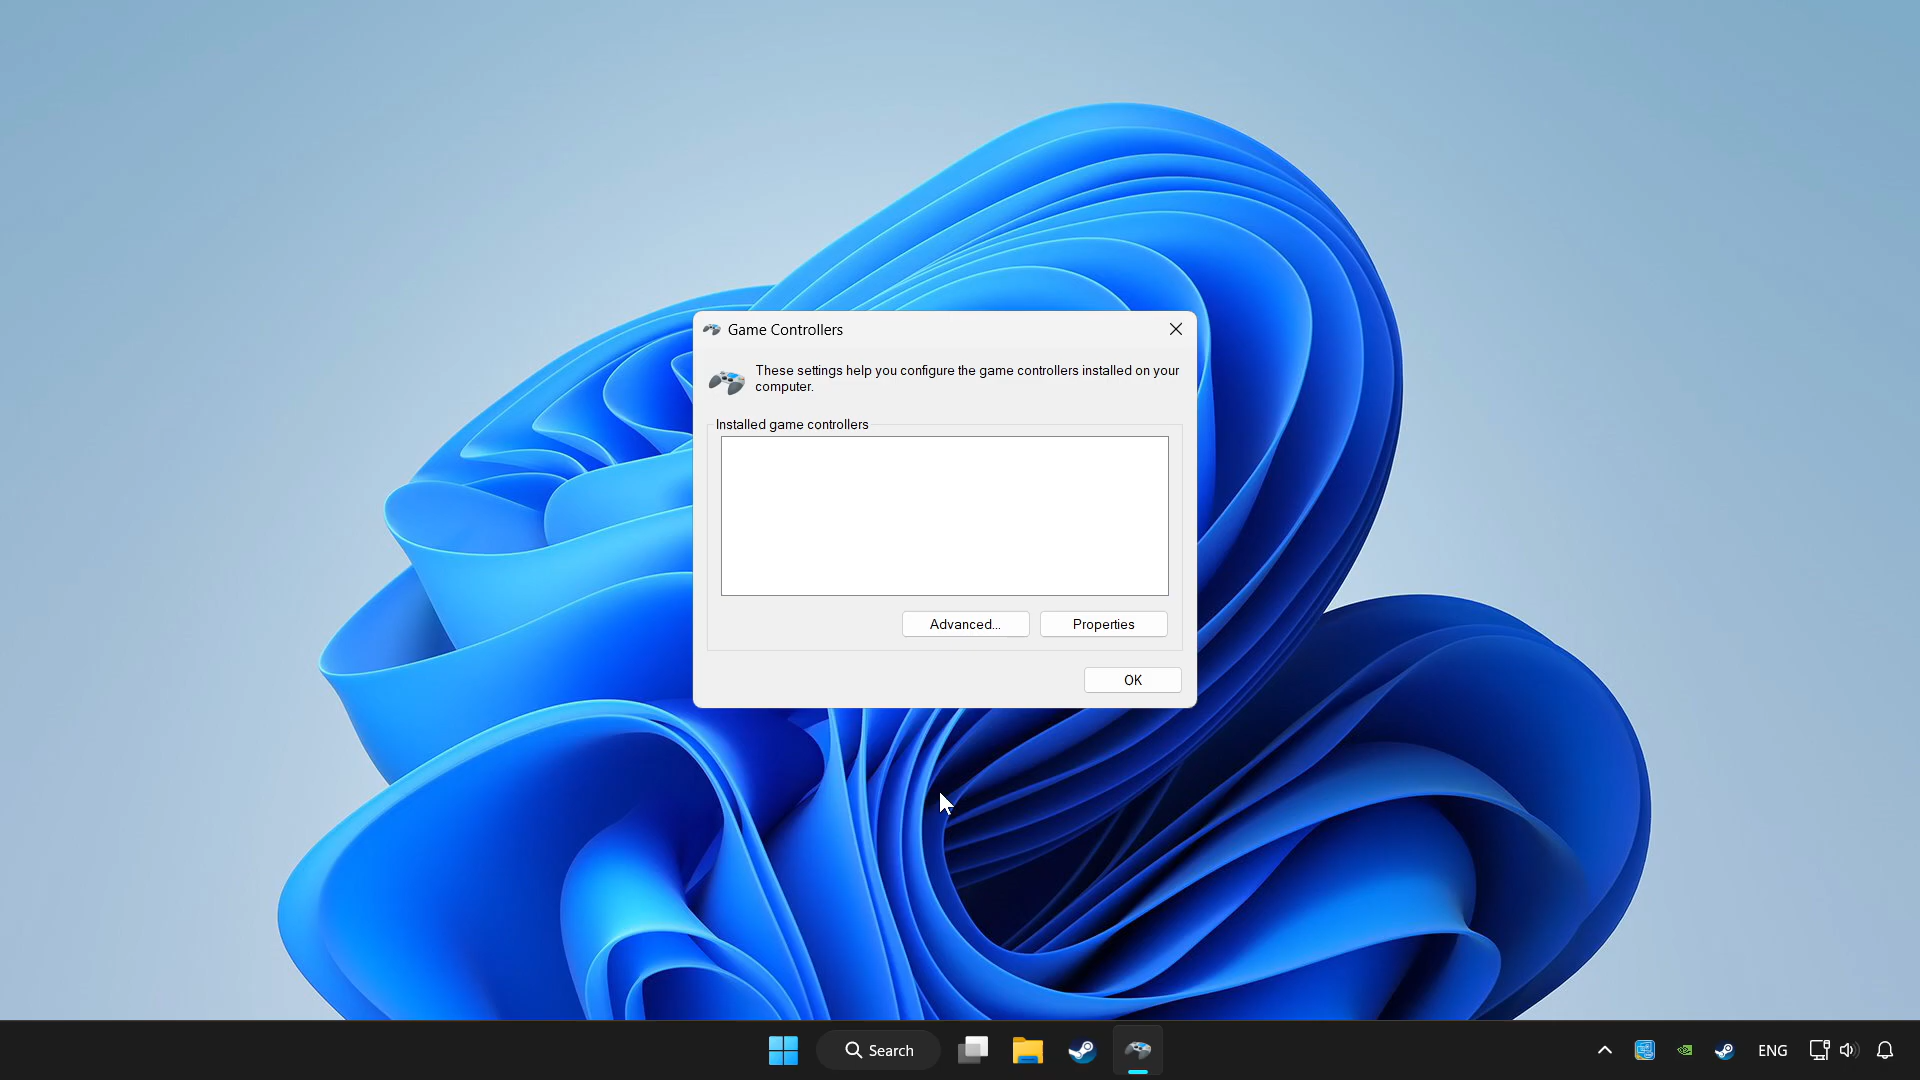 Game Controllers
These settings help you configure the game controllers installed on your
computer.
Installed game controllers
Advanced...
Properties
OK
Search
ENG